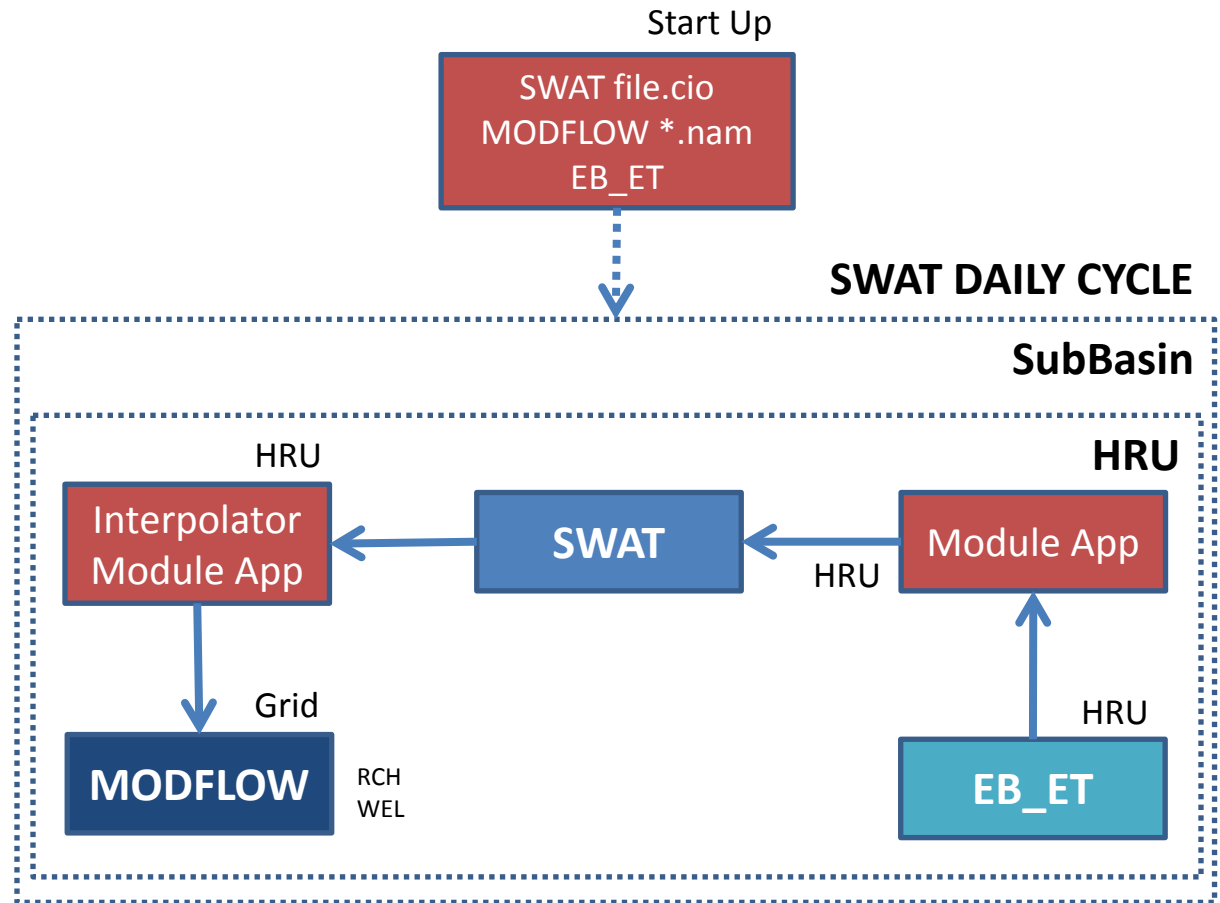 Start Up
SWAT file.cio
MODFLOW *.nam
EB_ET
SWAT DAILY CYCLE
SubBasin
HRU
HRU
Interpolator
Module App
SWAT
Module App
HRU
Grid
HRU
MODFLOW
RCH
WEL
EB_ET